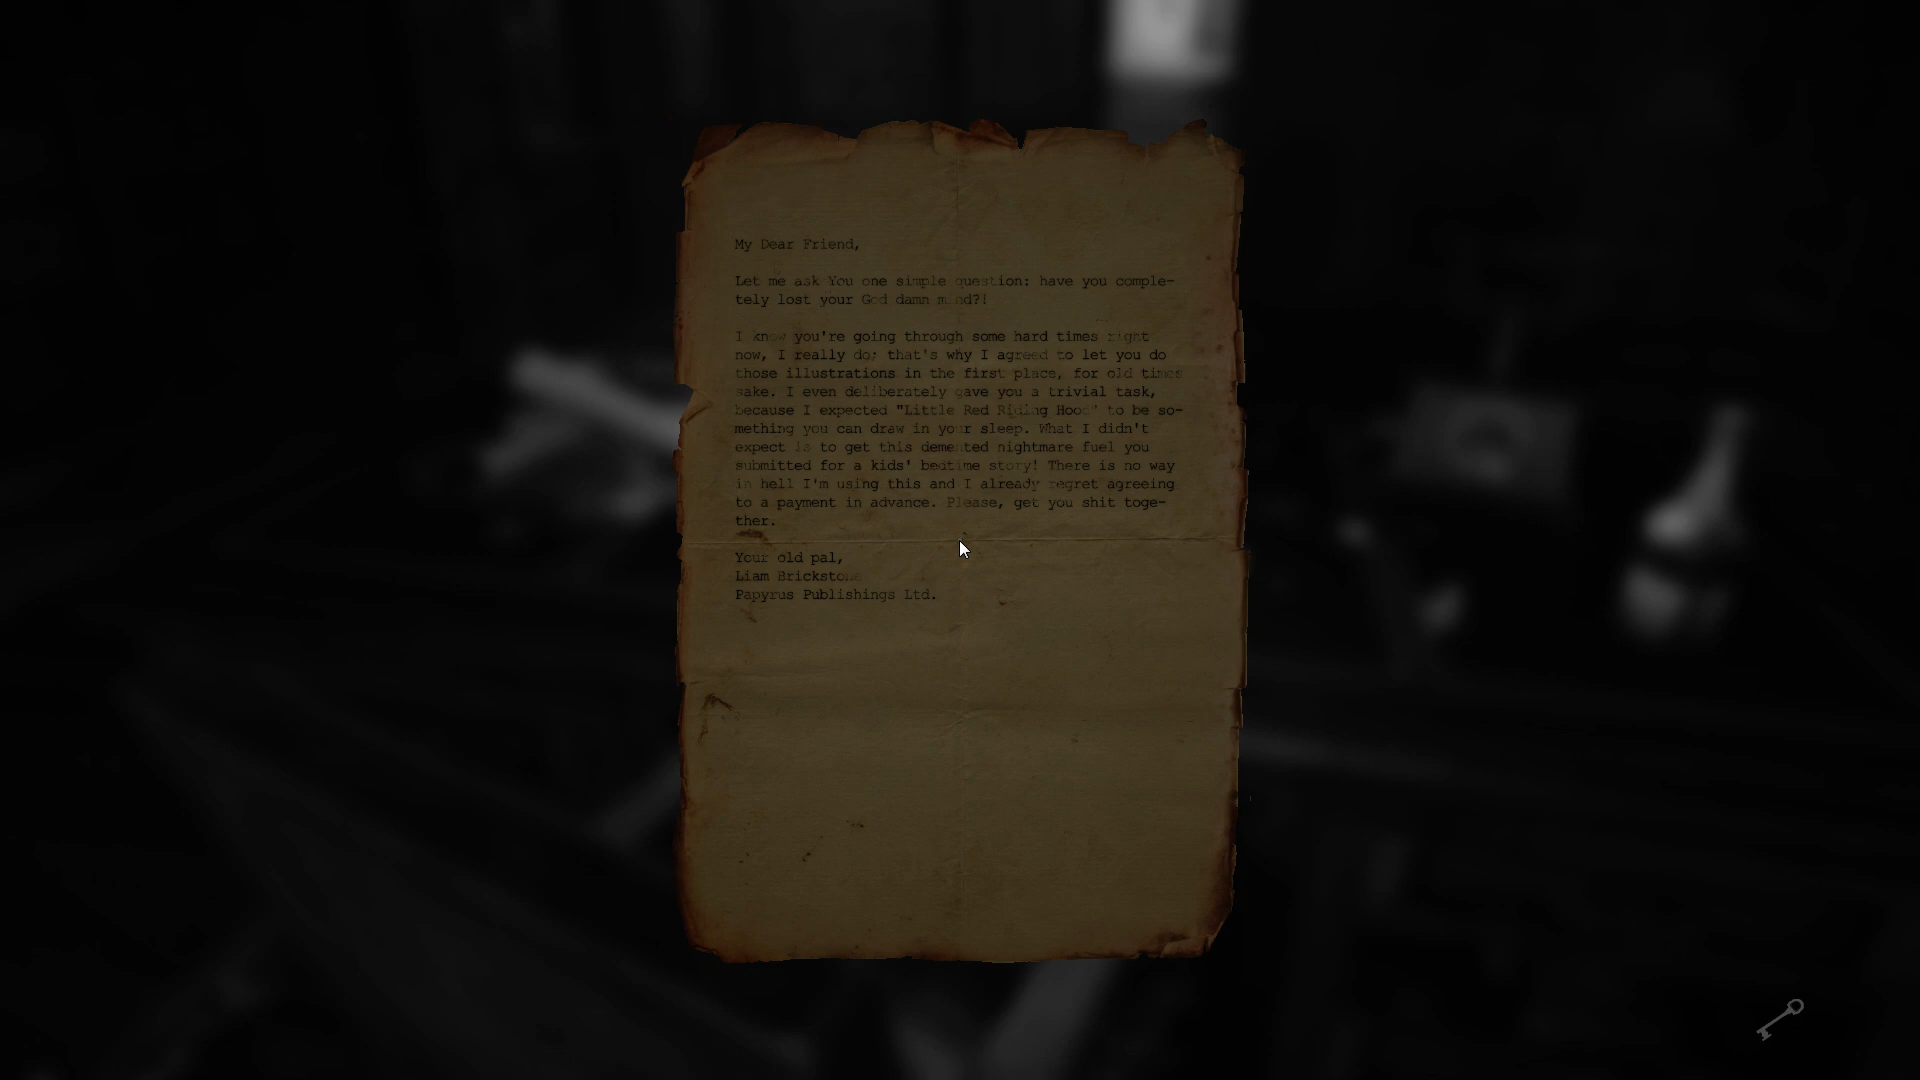 My Dear Friend,
Let me ask You one simple question: have you comple-
tely lost your God damn mind?!
I know you're going through some hard times right
now, I really do; that's why I agreed to let you do
those illustrations in the first place, for old times
sake. I even deliberately gave you a trivial task,
because I expected "Little Red Riding Hood" to be so-
mething you can draw in your sleep. What I didn't
expect is to get this demented nightmare fuel you
submitted for a kids' bedtime story! There is no way
in hell I'm using this and I already regret agreeing
to a payment in advance. Please, get you shit toge-
ther.
Your old pal,
Liam Brickstone
Papyrus Publishings Ltd.